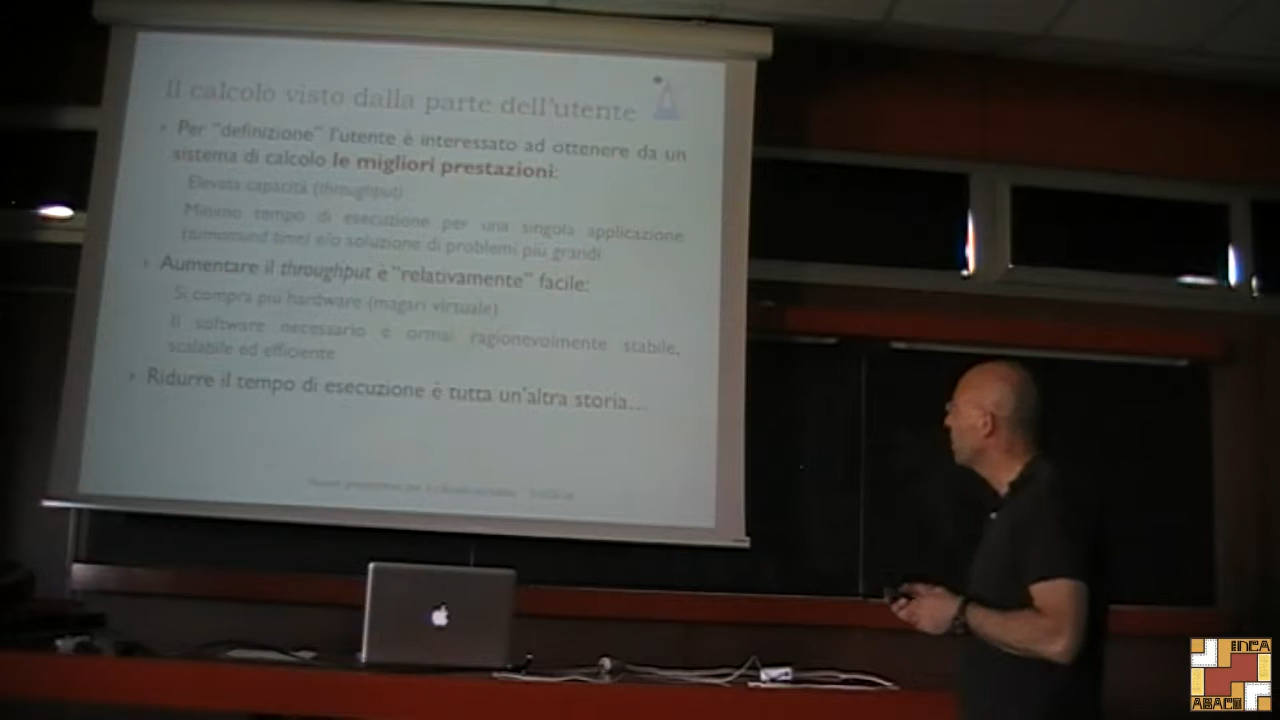 Il calcolo visto dalla parte dell'utente
Per "definizione" l'utente è interessato ad ottenere da un
sistema di calcolo le migliori prestazioni:
Elevata capacità (throughput)
Minimo tempo di esecuzione per una singola applicazione
(turnaround time) e/o soluzione di problemi più grandi
Aumentare il throughput è "relativamente" facile:
Si compra più hardware (magari virtuale)
Il software necessario è ormai ragionevolmente stabile,
scalabile ed efficiente
Ridurre il tempo di esecuzione è tutta un'altra storia...
INCA
ABACO